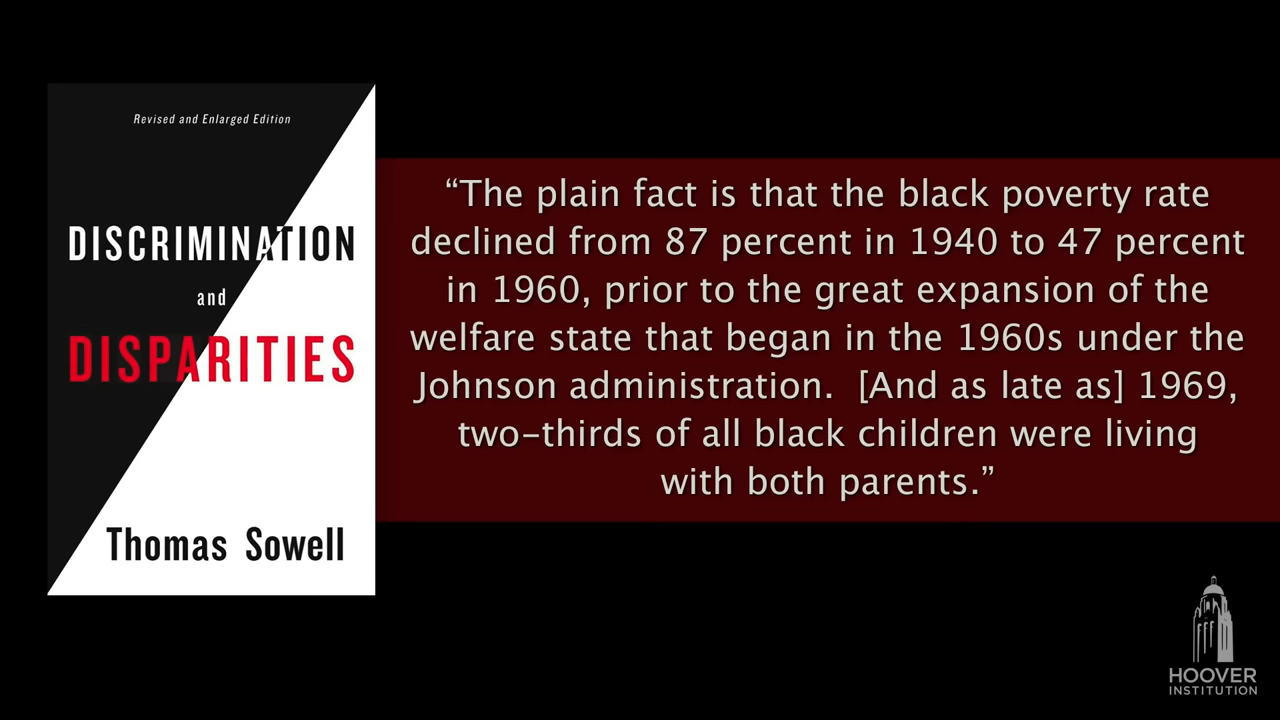 Revised and Enlarged Edition
DISCRIMINATION
and
DISPARITIES
Thomas Sowell
“The plain fact is that the black poverty rate
declined from 87 percent in 1940 to 47 percent
in 1960, prior to the great expansion of the
welfare state that began in the 1960s under the
Johnson administration.  [And as late as] 1969,
two-thirds of all black children were living
with both parents.”
HOOVER
INSTITUTION